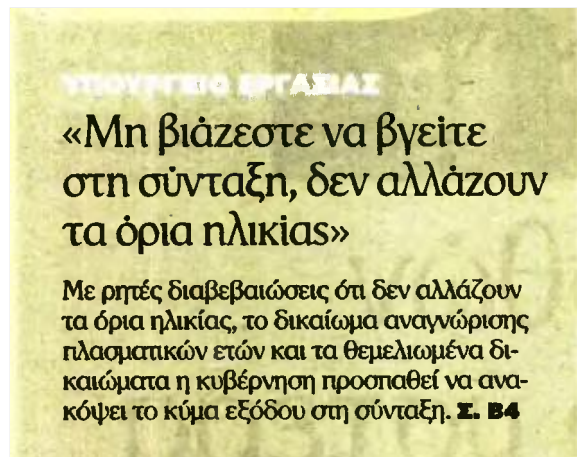 ΥΠΟΥΡΓΕΙΟ ΕΡΓΑΣΙΑΣ
«Μη βιάζεστε να βγείτε
στη σύνταξη, δεν αλλάζουν
τα όρια ηλικίας»
Με ρητές διαβεβαιώσεις ότι δεν αλλάζουν
τα όρια ηλικίας, το δικαίωμα αναγνώρισης
πλασματικών ετών και τα θεμελιωμένα δι-
καιώματα η κυβέρνηση προσπαθεί να ανα-
κόψει το κύμα εξόδου στη σύνταξη. Σ. Β4